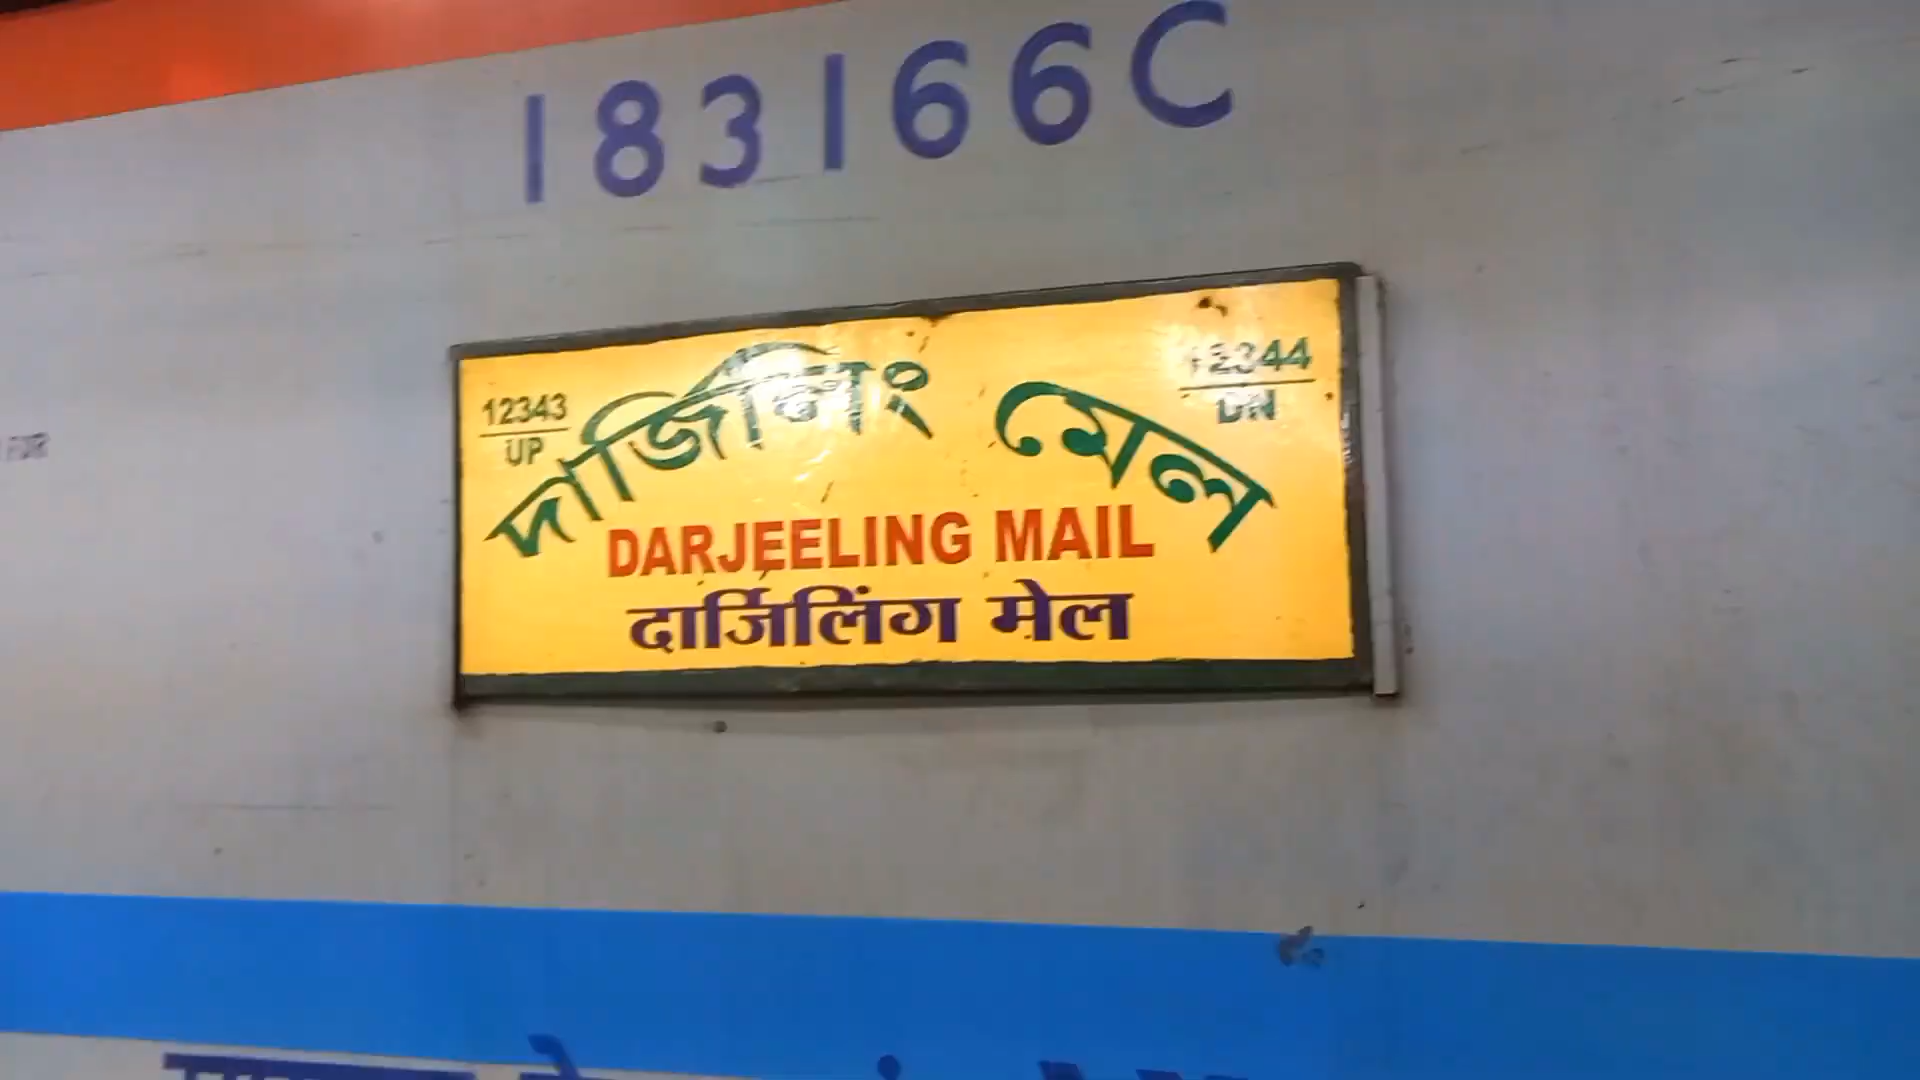 183166C
12343
UP
12344
DN
দার্জিলিং মেল
DARJEELING MAIL
दार्जिलिंग मेल